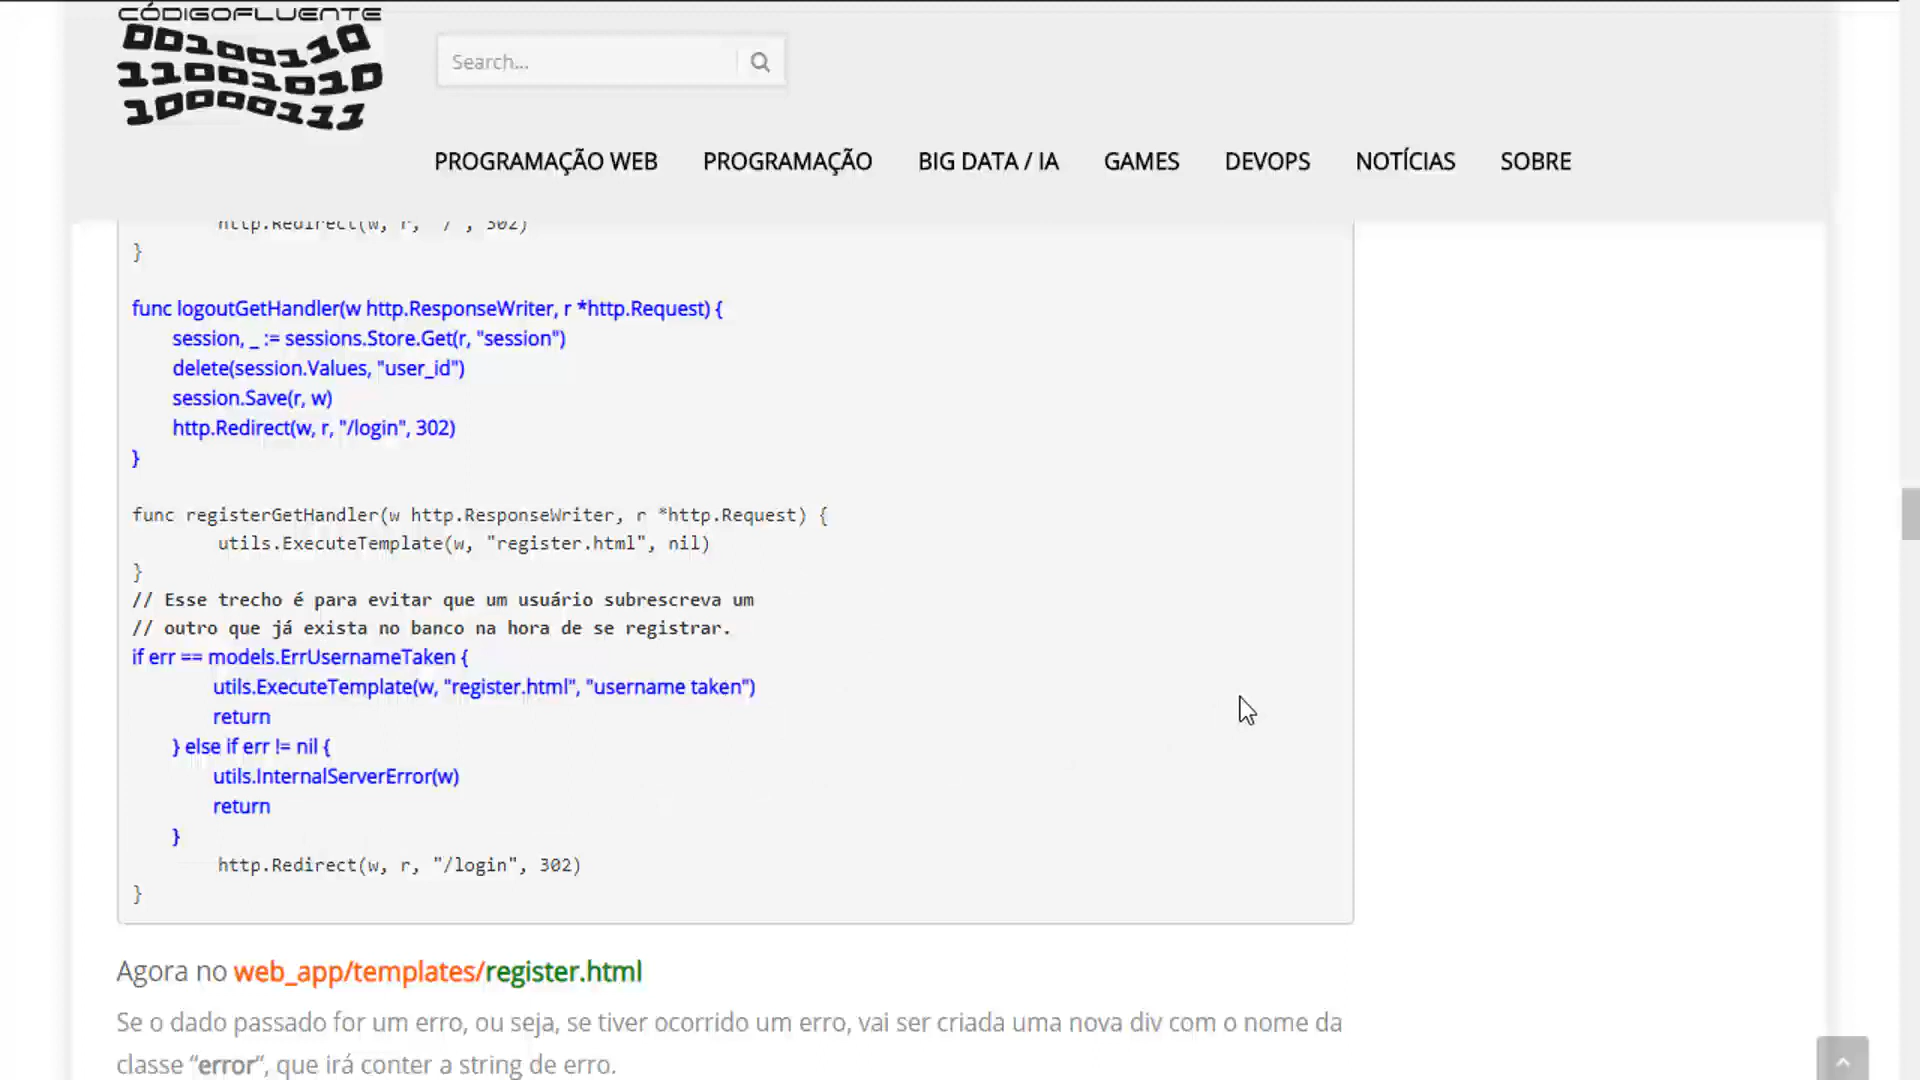 CÓDIGOFLUENTE
00100110
11001010
10000111
Search...
PROGRAMAÇÃO WEB PROGRAMAÇÃO BIG DATA / IA GAMES DEVOPS NOTÍCIAS SOBRE
http.Redirect(w, r, "/", 302)
}
func logoutGetHandler(w http.ResponseWriter, r *http.Request) {
session, _ := sessions.Store.Get(r, "session")
delete(session.Values, "user_id")
session.Save(r, w)
http.Redirect(w, r, "/login", 302)
}
func registerGetHandler(w http.ResponseWriter, r *http.Request) {
utils.ExecuteTemplate(w, "register.html", nil)
}
// Esse trecho é para evitar que um usuário subrescreva um
// outro que já exista no banco na hora de se registrar.
if err == models.ErrUsernameTaken {
utils.ExecuteTemplate(w, "register.html", "username taken")
return
} else if err != nil {
utils.InternalServerError(w)
return
}
http.Redirect(w, r, "/login", 302)
}
Agora no web_app/templates/register.html
Se o dado passado for um erro, ou seja, se tiver ocorrido um erro, vai ser criada uma nova div com o nome da
classe “error“, que irá conter a string de erro.